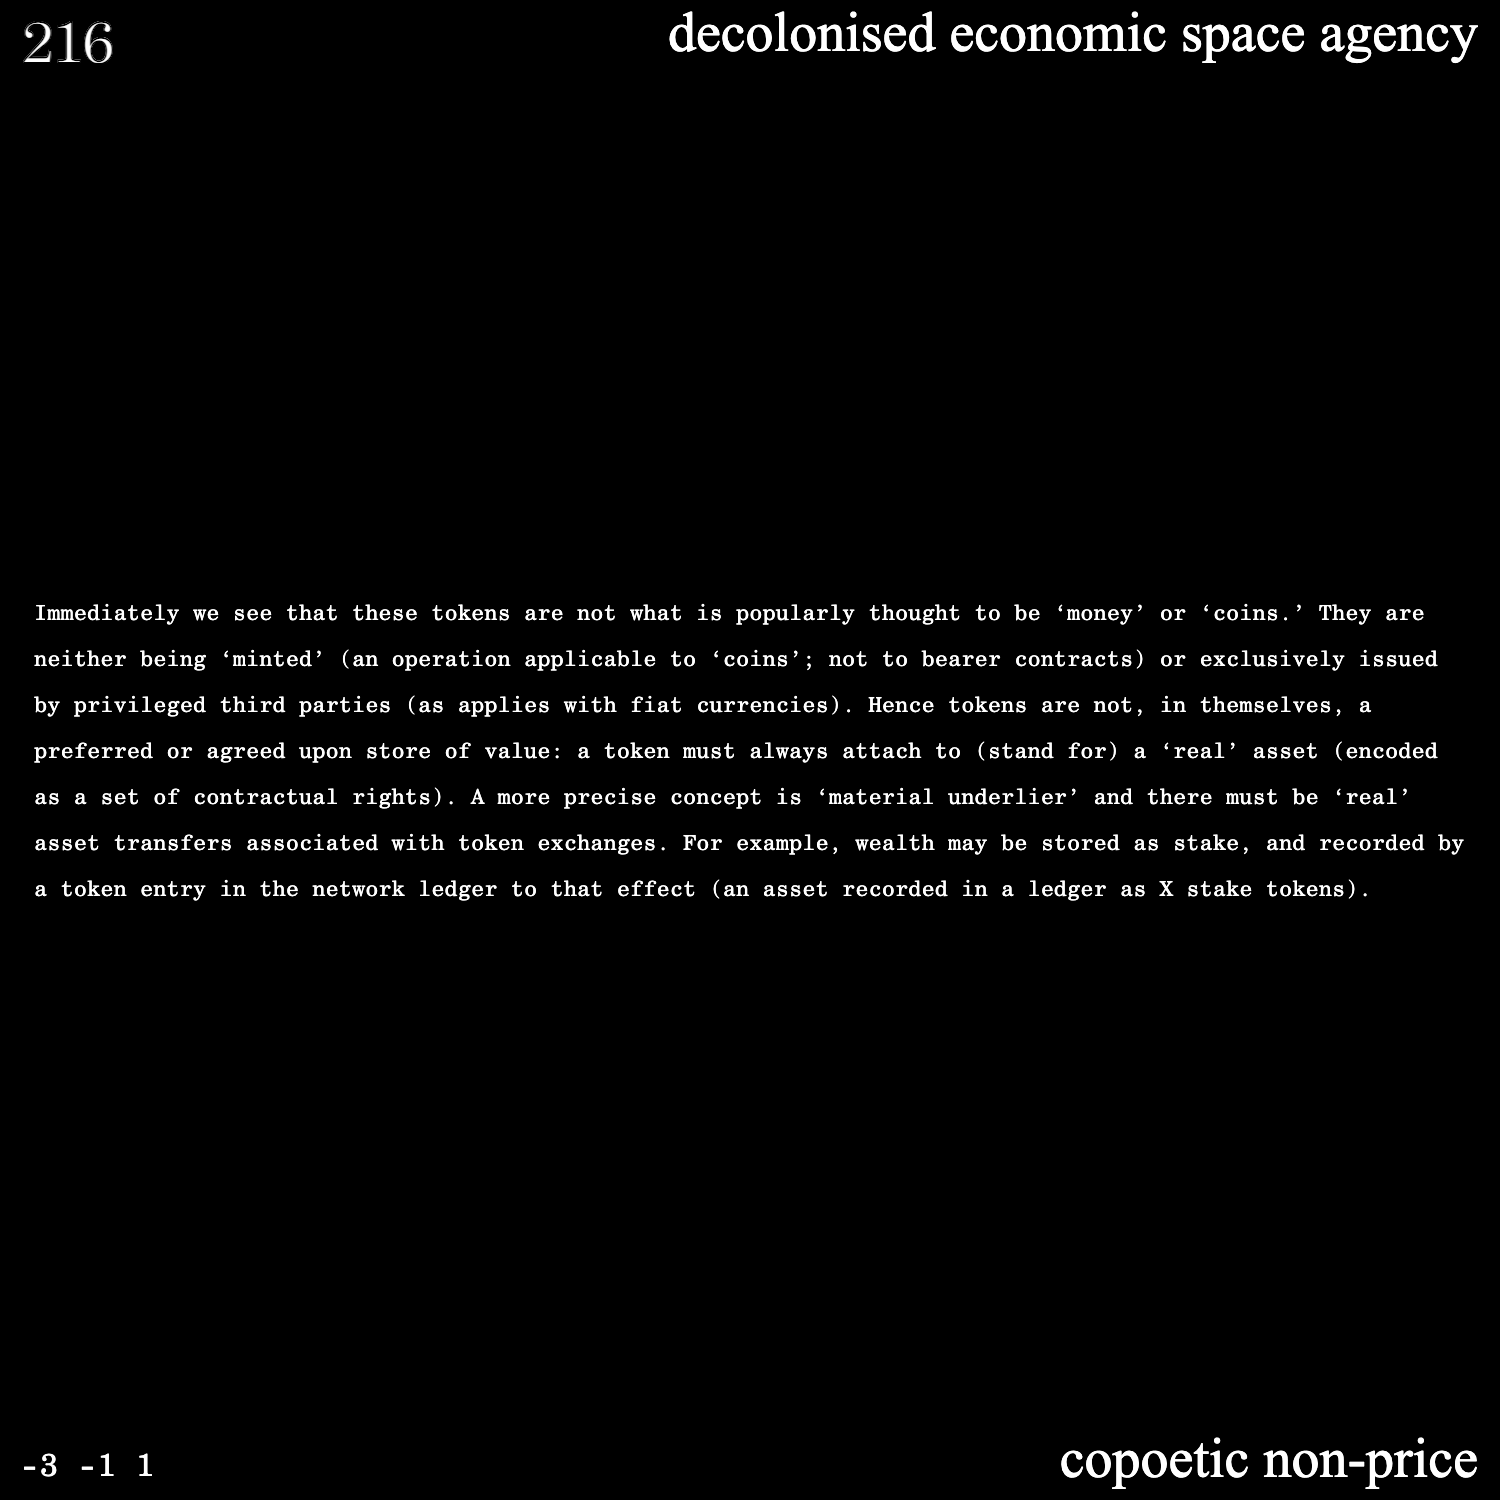 216
decolonised economic space agency
Immediately we see that these tokens are not what is popularly thought to be ‘money’ or ‘coins.’ They are
neither being ‘minted’ (an operation applicable to ‘coins’; not to bearer contracts) or exclusively issued
by privileged third parties (as applies with fiat currencies). Hence tokens are not, in themselves, a
preferred or agreed upon store of value: a token must always attach to (stand for) a ‘real’ asset (encoded
as a set of contractual rights). A more precise concept is ‘material underlier’ and there must be ‘real’
asset transfers associated with token exchanges. For example, wealth may be stored as stake, and recorded by
a token entry in the network ledger to that effect (an asset recorded in a ledger as X stake tokens).
-3 -1 1
copoetic non-price